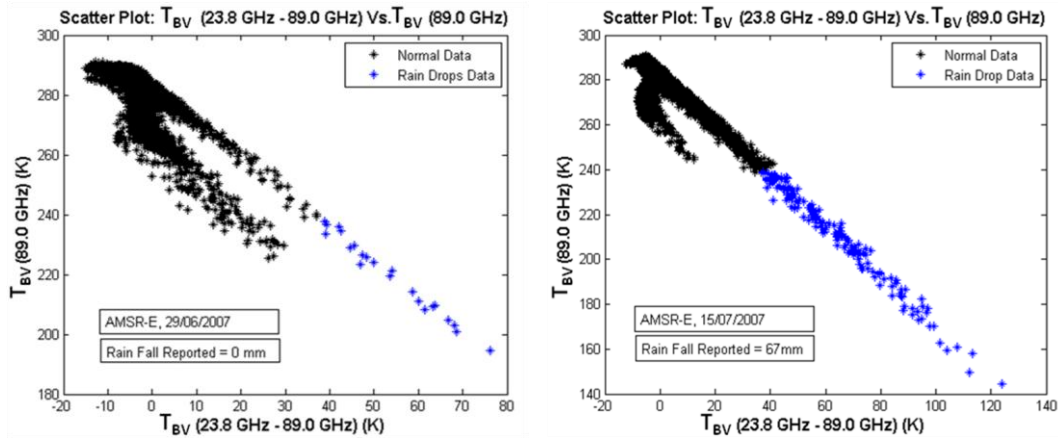 Scatter Plot: TBV (23.8 GHz - 89.0 GHz) Vs.TBV (89.0 GHz)
300
280
260
240
220
200
180
TBV (89.0 GHz) (K)
Normal Data
Rain Drops Data
AMSR-E, 29/06/2007
Rain Fall Reported = 0 mm
-20 -10 0 10 20 30 40 50 60 70 80
TBV (23.8 GHz - 89.0 GHz) (K)
Scatter Plot: TBV (23.8 GHz - 89.0 GHz) Vs.TBV (89.0 GHz)
300
280
260
240
220
200
180
160
140
TBV (89.0 GHz) (K)
Normal Data
Rain Drop Data
AMSR-E, 15/07/2007
Rain Fall Reported = 67mm
-20 0 20 40 60 80 100 120 140
TBV (23.8 GHz - 89.0 GHz) (K)